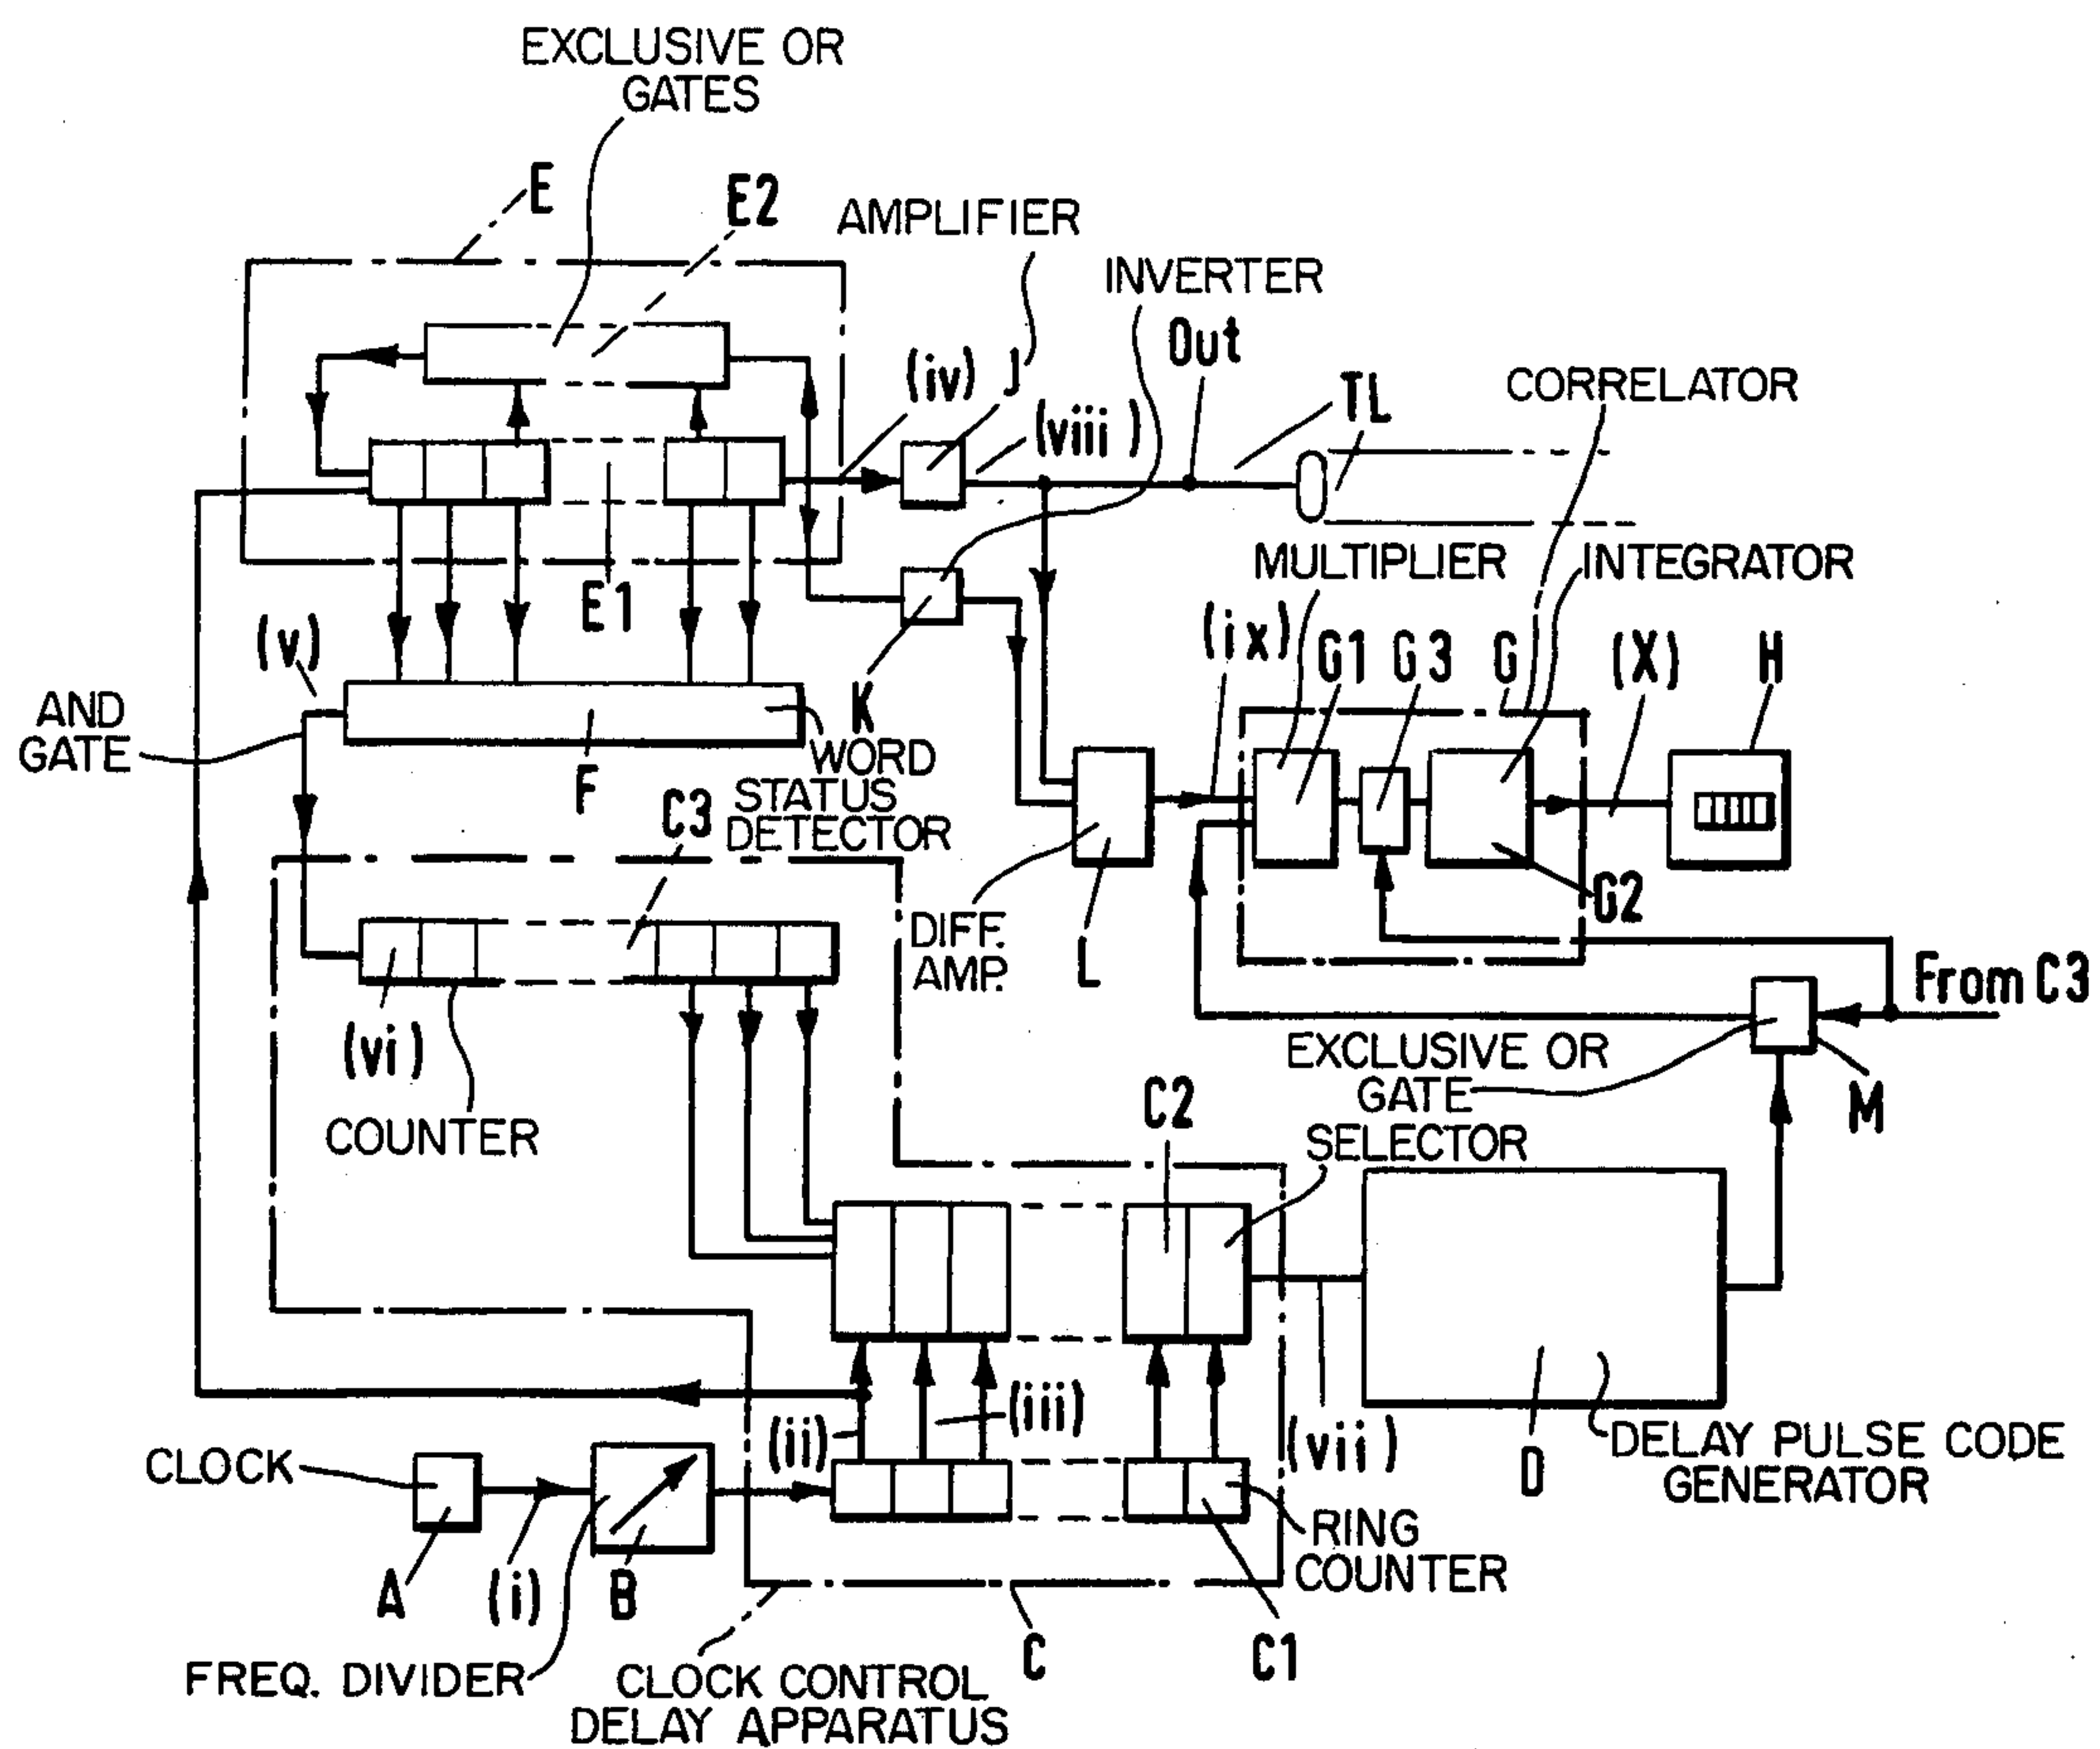 EXCLUSIVE OR
GATES
E
E2
AMPLIFIER
INVERTER
Out
(iv)
J
(viii )
TL
CORRELATOR
MULTIPLIER
INTEGRATOR
E1
(v)
(ix)
G1
G3
G
(X)
H
K
AND
GATE
F
WORD
STATUS
DETECTOR
C3
G2
DIFF.
AMP.
L
From C3
(vi)
COUNTER
EXCLUSIVE OR
GATE
M
C2
SELECTOR
(ii)
(iii)
(vii)
CLOCK
D
DELAY PULSE CODE
GENERATOR
RING
COUNTER
A
(i)
B
C
C1
FREQ. DIVIDER
CLOCK CONTROL
DELAY APPARATUS